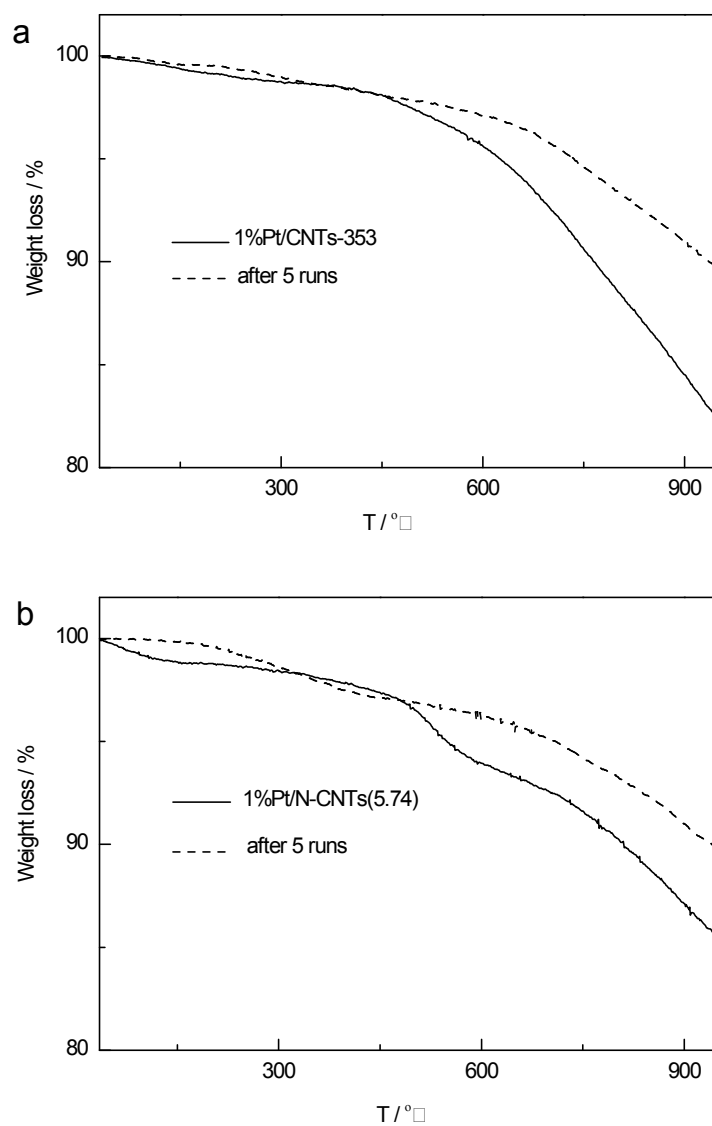 a
100
90
80
Weight loss / %
1%Pt/CNTs-353
after 5 runs
300 600 900
T / °□
b
100
90
80
Weight loss / %
1%Pt/N-CNTs(5.74)
after 5 runs
300 600 900
T / °□